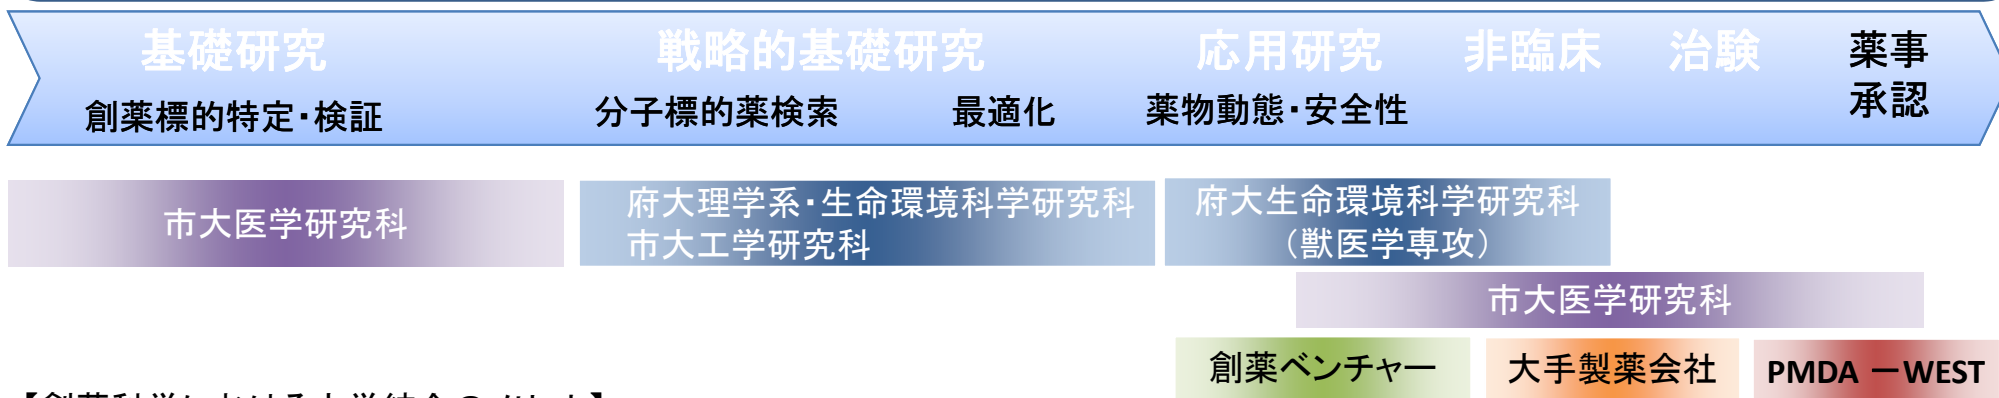 基礎研究
戦略的基礎研究
応用研究
非臨床
治験
薬事
承認
創薬標的特定・検証
分子標的薬検索
最適化
薬物動態・安全性
市大医学研究科
府大理学系・生命環境科学研究科
市大工学研究科
府大生命環境科学研究科
（獣医学専攻）
市大医学研究科
創薬ベンチャー
大手製薬会社
PMDA －WEST